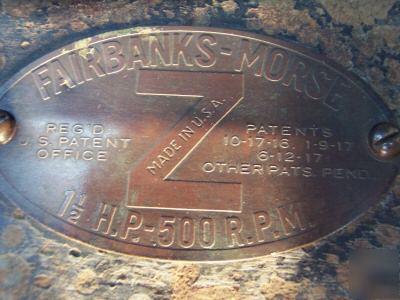 FAIRBANKS-MORSE
Z
MADE IN U.S.A.
REG'D
U.S. PATENT
OFFICE
PATENTS
10-17-16, 1-9-17
6-12-17
OTHER PATS. PEND.
1½ H.P.-500 R.P.M.